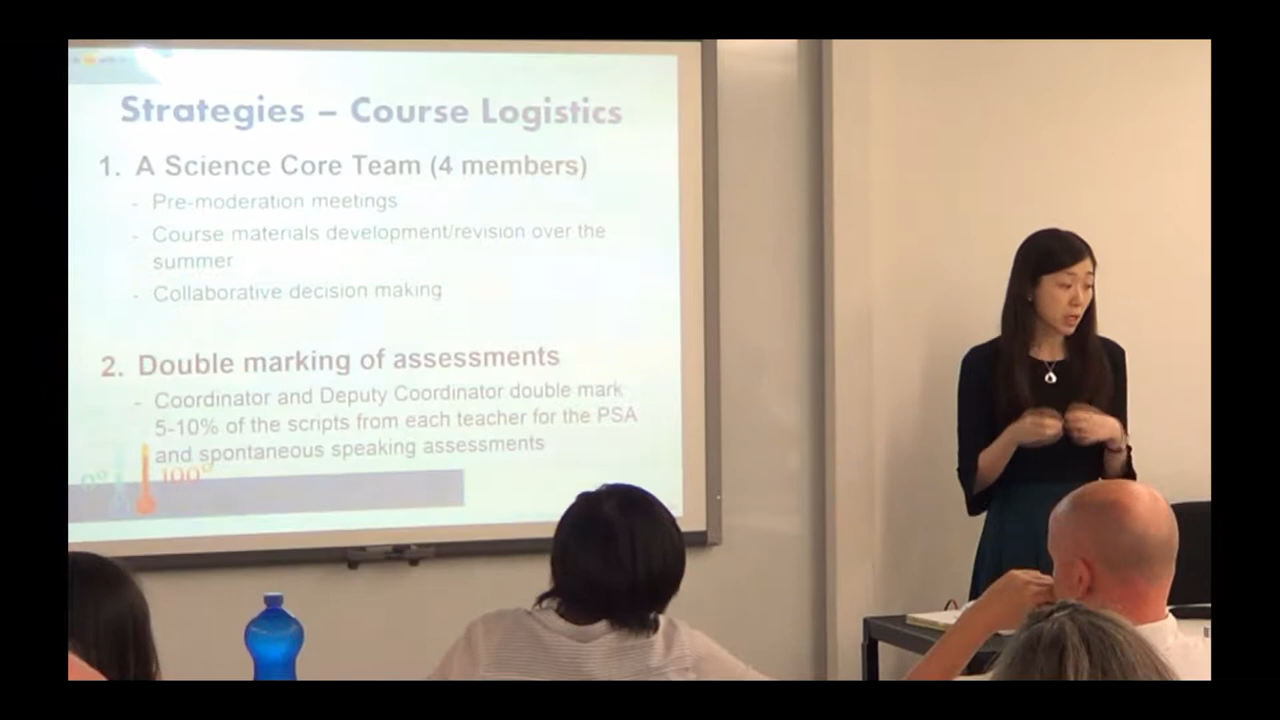 Strategies – Course Logistics
1. A Science Core Team (4 members)
- Pre-moderation meetings
- Course materials development/revision over the
summer
- Collaborative decision making
2. Double marking of assessments
- Coordinator and Deputy Coordinator double mark
5-10% of the scripts from each teacher for the PSA
and spontaneous speaking assessments
0° 100°